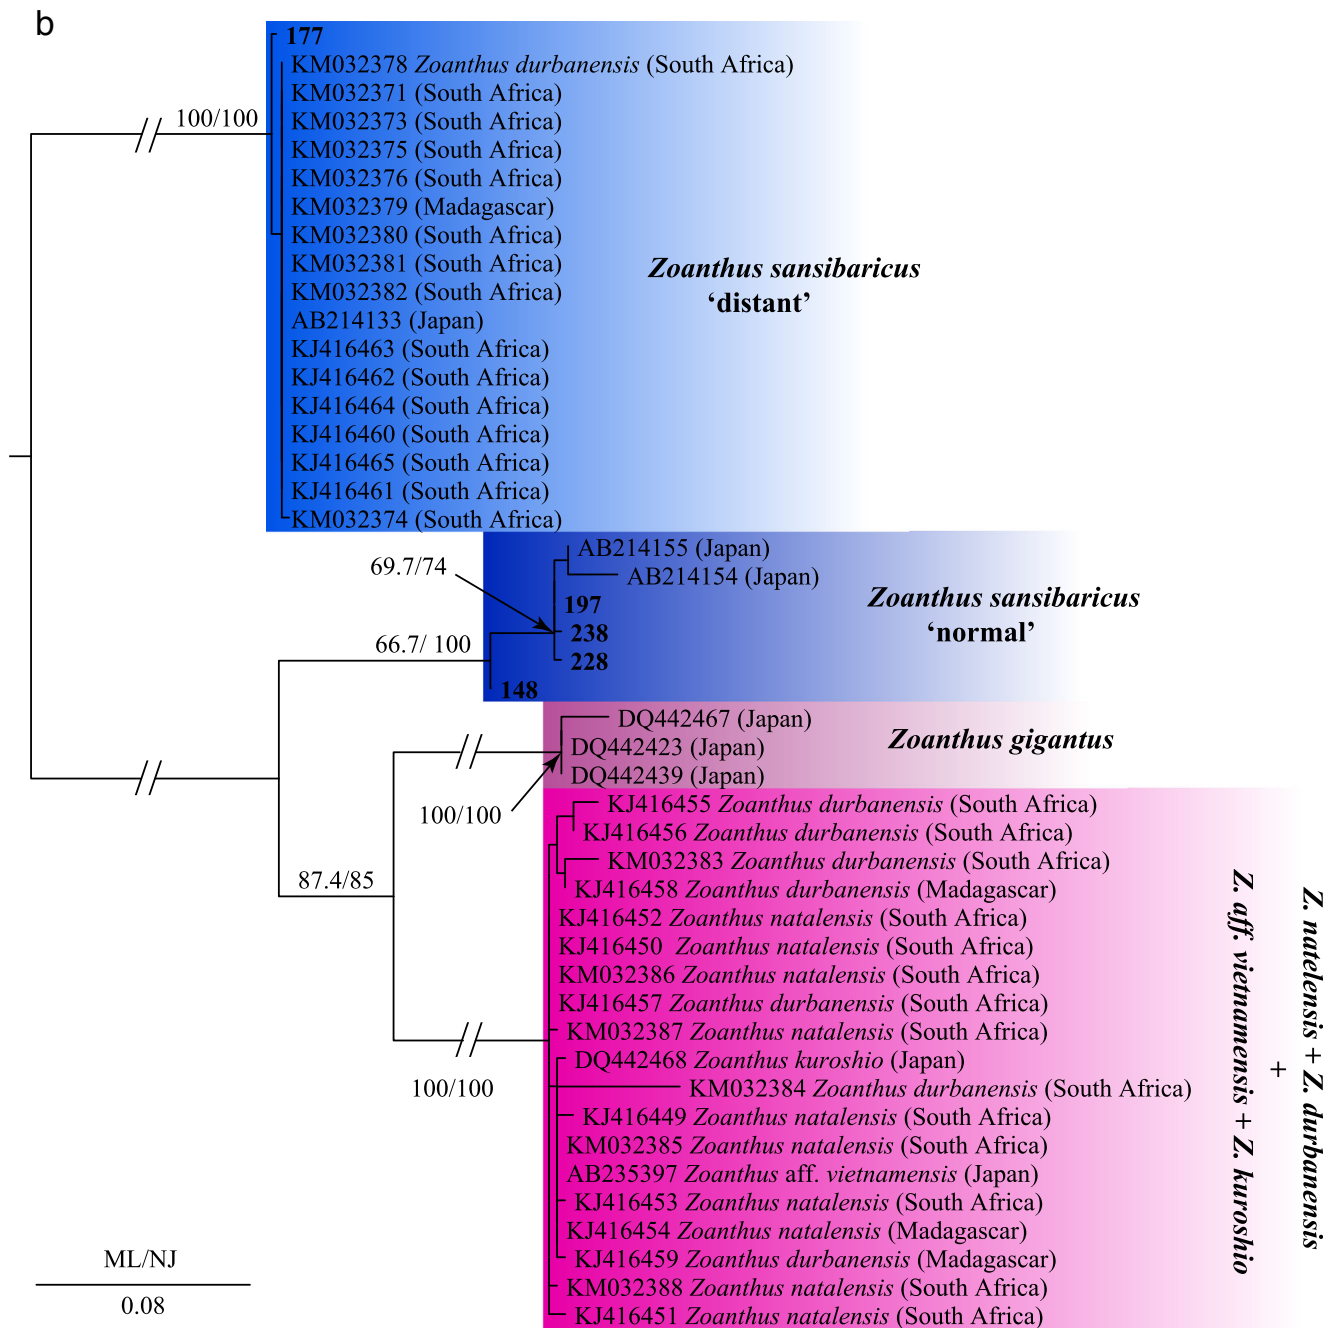 b
177
KM032378 Zoanthus durbanensis (South Africa)
KM032371 (South Africa)
100/100
KM032373 (South Africa)
KM032375 (South Africa)
KM032376 (South Africa)
KM032379 (Madagascar)
KM032380 (South Africa)
KM032381 (South Africa)
KM032382 (South Africa)
Zoanthus sansibaricus
‘distant’
AB214133 (Japan)
KJ416463 (South Africa)
KJ416462 (South Africa)
KJ416464 (South Africa)
KJ416460 (South Africa)
KJ416465 (South Africa)
KJ416461 (South Africa)
KM032374 (South Africa)
AB214155 (Japan)
69.7/74
AB214154 (Japan)
197
238
228
66.7/ 100
148
Zoanthus sansibaricus
‘normal’
DQ442467 (Japan)
DQ442423 (Japan)
DQ442439 (Japan)
Zoanthus gigantus
100/100
KJ416455 Zoanthus durbanensis (South Africa)
KJ416456 Zoanthus durbanensis (South Africa)
KM032383 Zoanthus durbanensis (South Africa)
87.4/85
KJ416458 Zoanthus durbanensis (Madagascar)
KJ416452 Zoanthus natalensis (South Africa)
KJ416450 Zoanthus natalensis (South Africa)
KM032386 Zoanthus natalensis (South Africa)
KJ416457 Zoanthus durbanensis (South Africa)
KM032387 Zoanthus natalensis (South Africa)
DQ442468 Zoanthus kuroshio (Japan)
100/100
KM032384 Zoanthus durbanensis (South Africa)
KJ416449 Zoanthus natalensis (South Africa)
KM032385 Zoanthus natalensis (South Africa)
AB235397 Zoanthus aff. vietnamensis (Japan)
KJ416453 Zoanthus natalensis (South Africa)
KJ416454 Zoanthus natalensis (Madagascar)
KJ416459 Zoanthus durbanensis (Madagascar)
KM032388 Zoanthus natalensis (South Africa)
KJ416451 Zoanthus natalensis (South Africa)
Z. natelensis + Z. durbanensis
+
Z. aff. vietnamensis + Z. kuroshio
ML/NJ
0.08